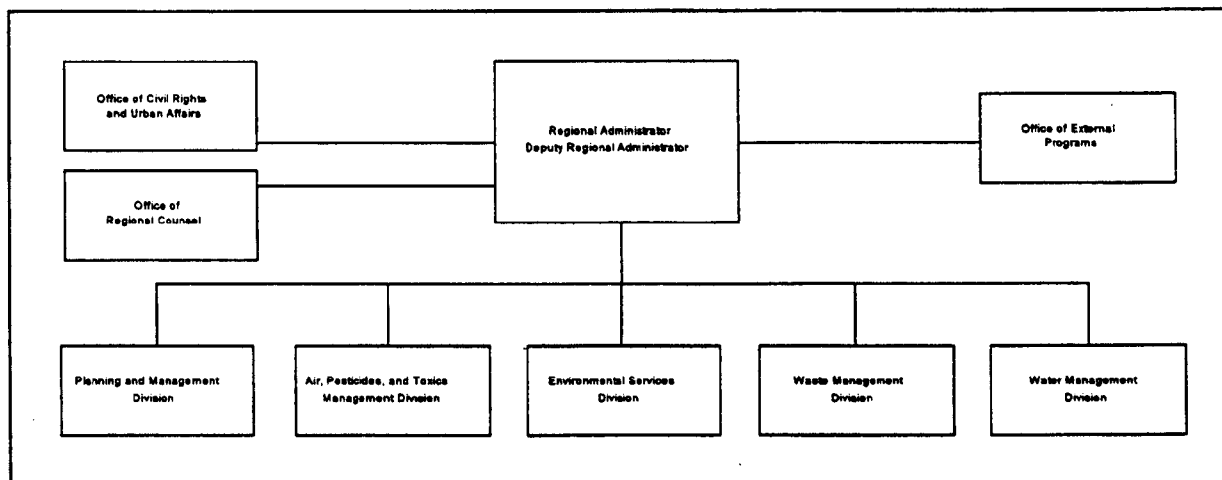 Office of Civil Rights
and Urban Affairs
Regional Administrator
Deputy Regional Administrator
Office of External
Programs
Office of
Regional Counsel
Planning and Management
Division
Air, Pesticides, and Toxics
Management Division
Environmental Services
Division
Waste Management
Division
Water Management
Division